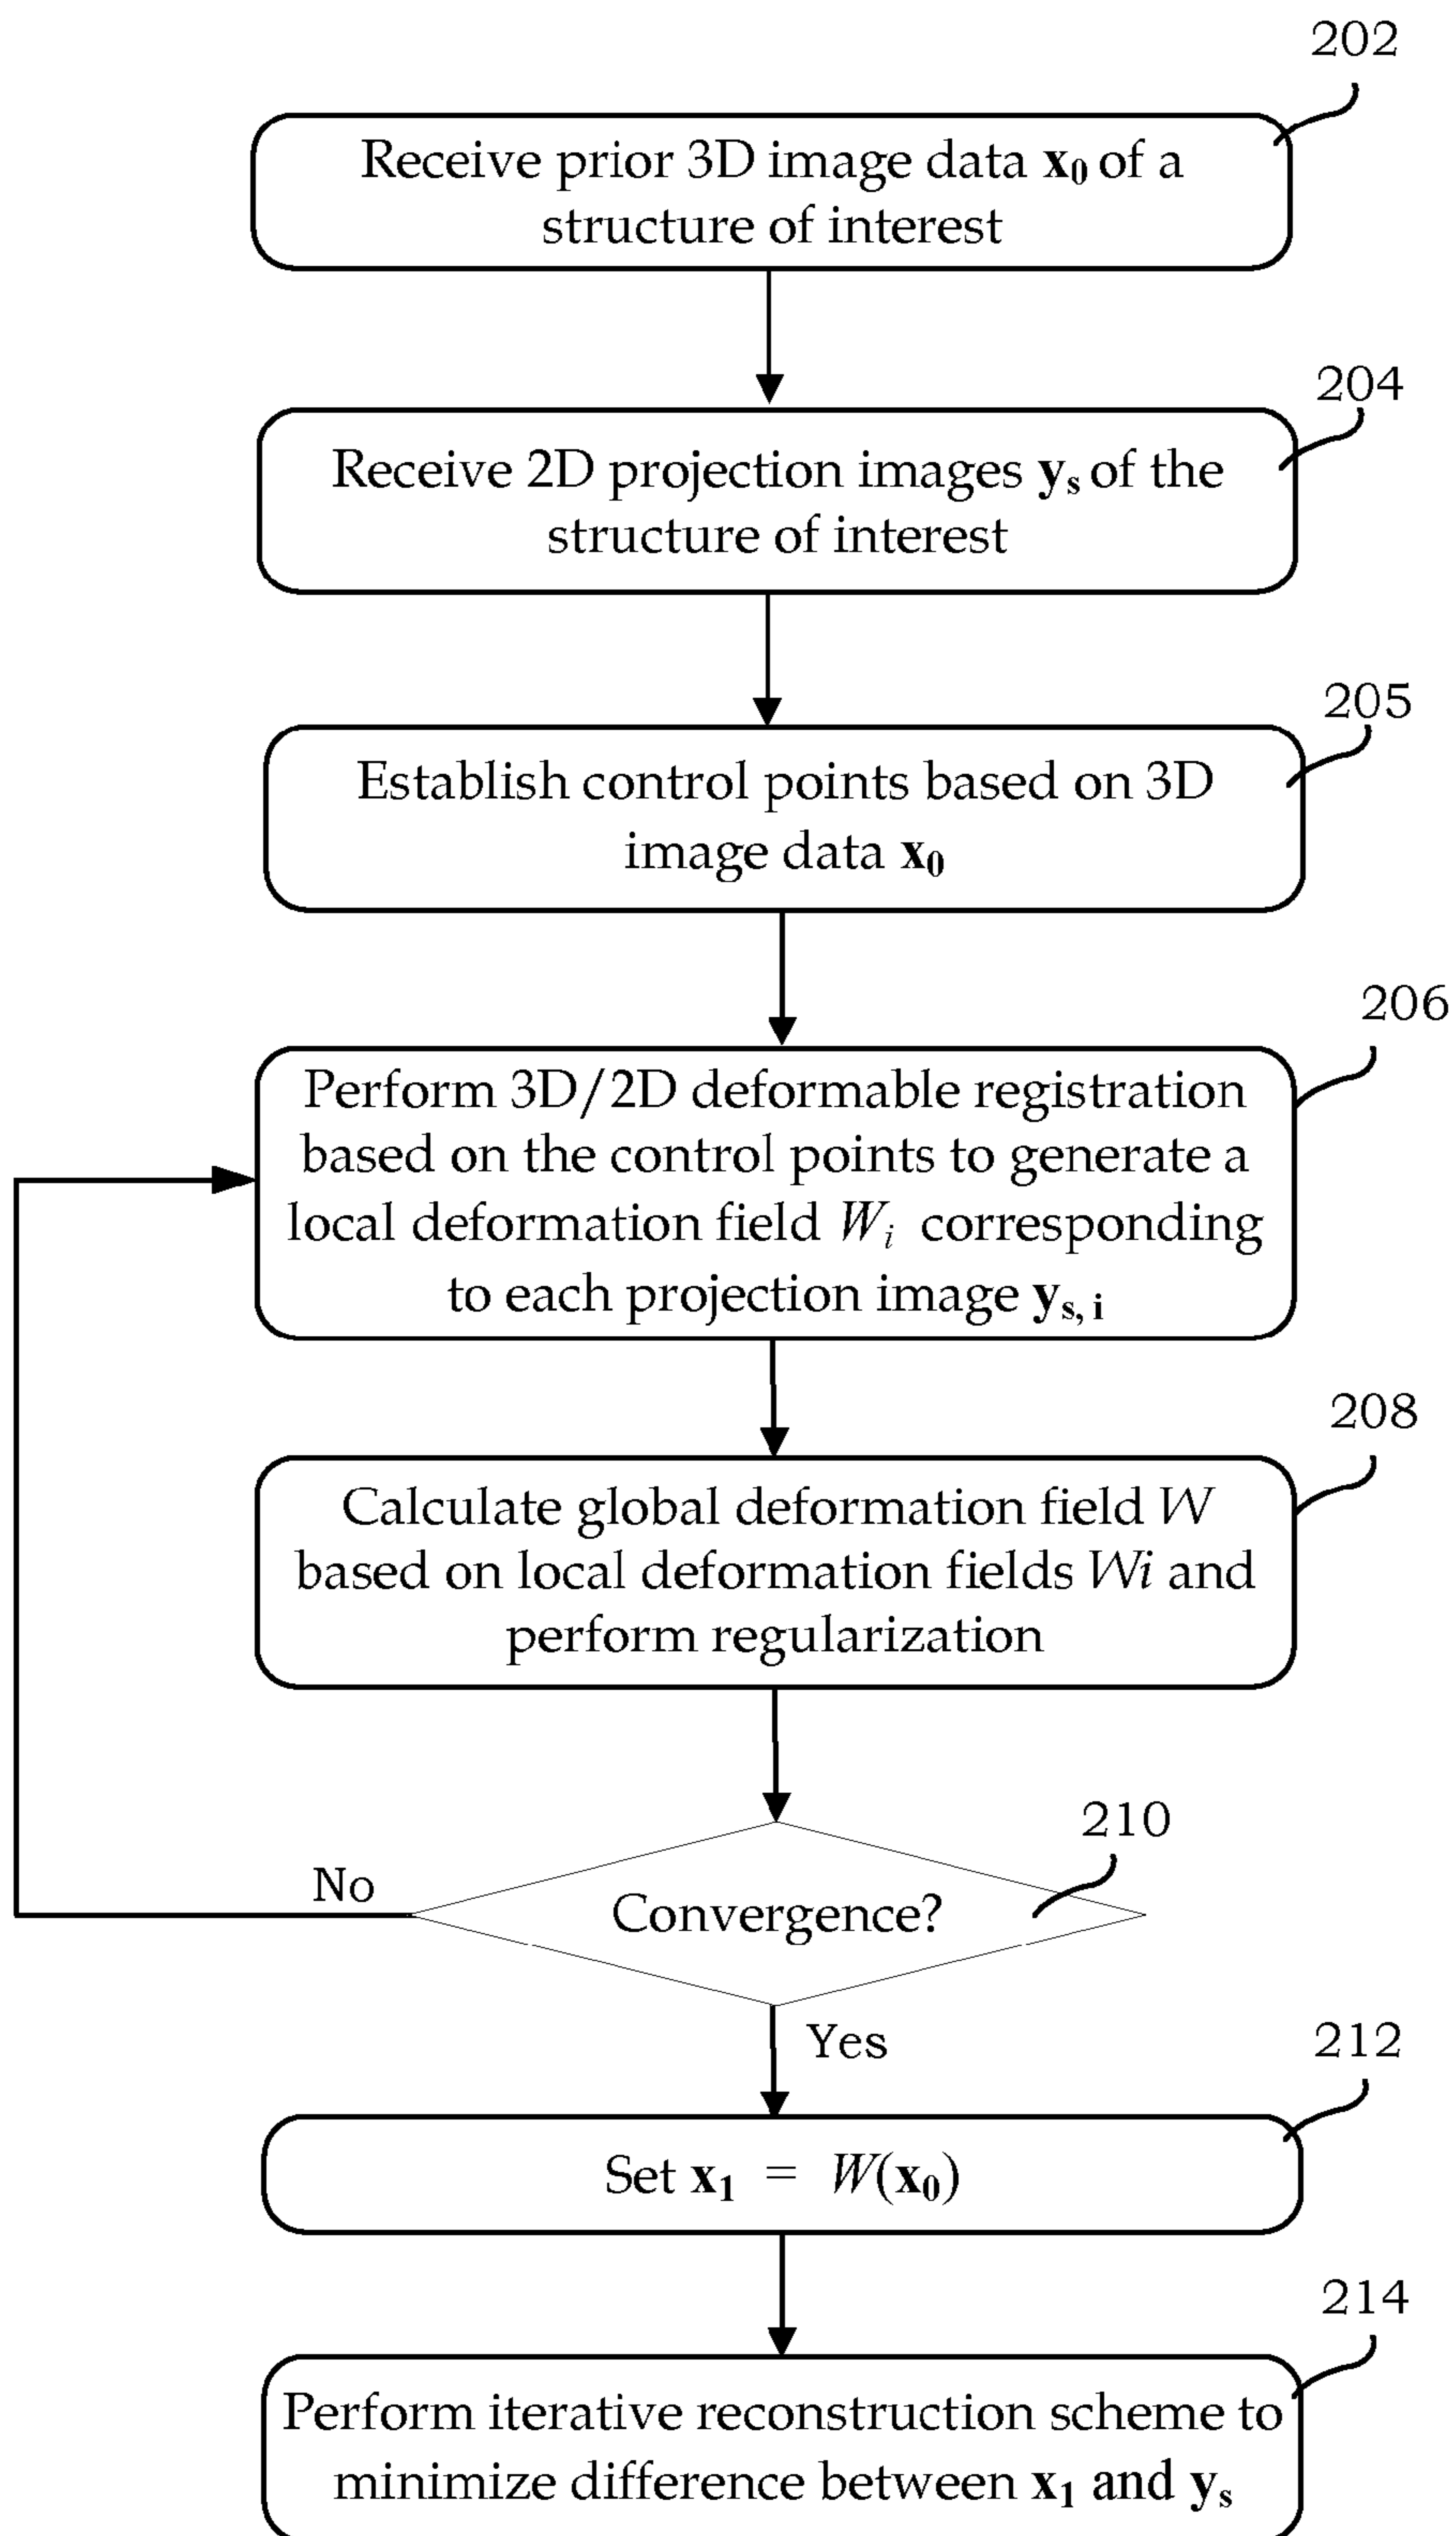 202
Receive prior 3D image data x₀ of a
structure of interest
204
Receive 2D projection images yₛ of the
structure of interest
205
Establish control points based on 3D
image data x₀
206
Perform 3D/2D deformable registration
based on the control points to generate a
local deformation field Wᵢ corresponding
to each projection image yₛ, ᵢ
208
Calculate global deformation field W
based on local deformation fields Wi and
perform regularization
210
No
Convergence?
Yes
212
Set x₁ = W(x₀)
214
Perform iterative reconstruction scheme to
minimize difference between x₁ and yₛ